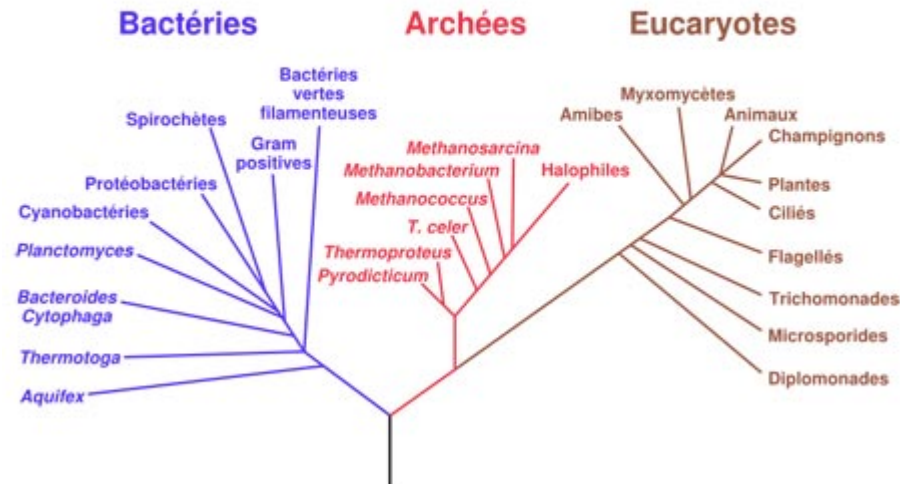 Bactéries
Archées
Eucaryotes
Bactéries
vertes
filamenteuses
Spirochètes
Gram
positives
Protéobactéries
Cyanobactéries
Planctomyces
Bacteroides
Cytophaga
Thermotoga
Aquifex
Methanosarcina
Methanobacterium
Halophiles
Methanococcus
T. celer
Thermoproteus
Pyrodicticum
Myxomycètes
Amibes
Animaux
Champignons
Plantes
Ciliés
Flagellés
Trichomonades
Microsporides
Diplomonades